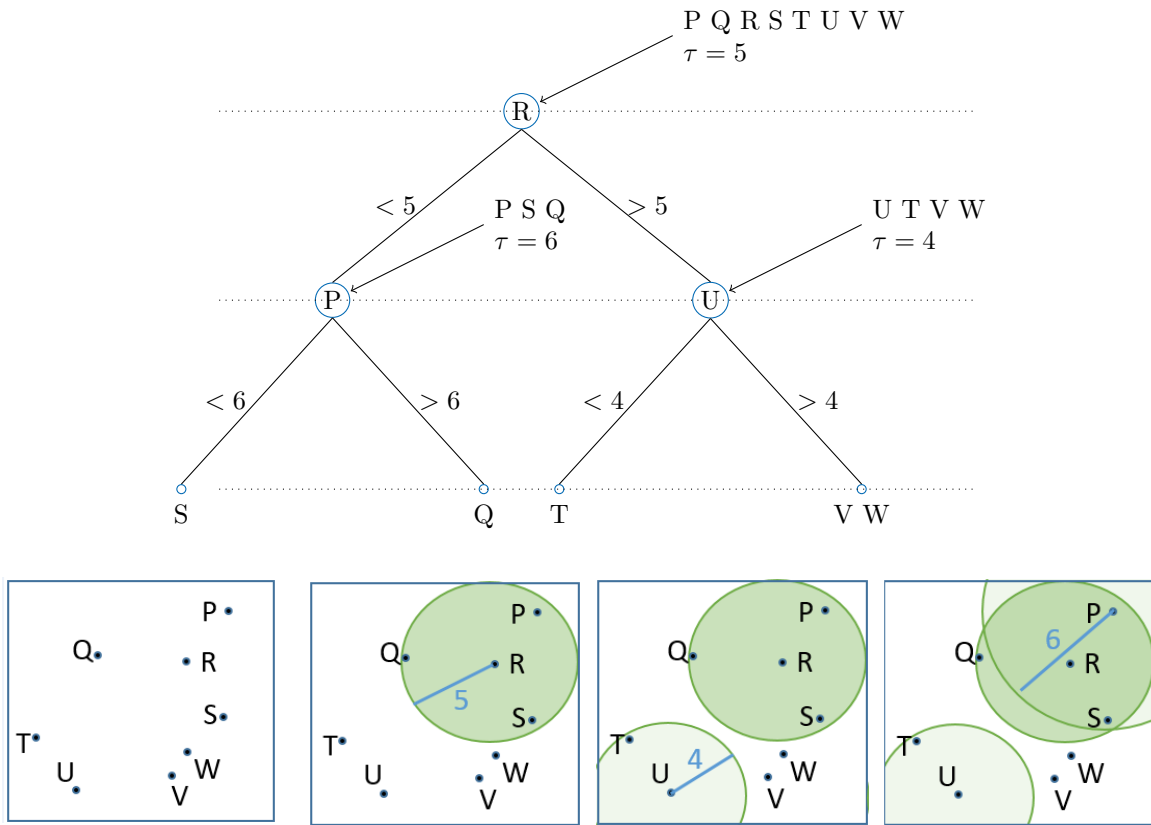 P Q R S T U V W
τ = 5
R
< 5
> 5
P S Q
τ = 6
U T V W
τ = 4
P
U
< 6
> 6
< 4
> 4
S
Q
T
V W
P
Q
R
S
T
U
W
V
P
Q
R
5
S
T
U
W
V
P
Q
R
S
T
4
U
W
V
P
6
Q
R
S
T
U
W
V